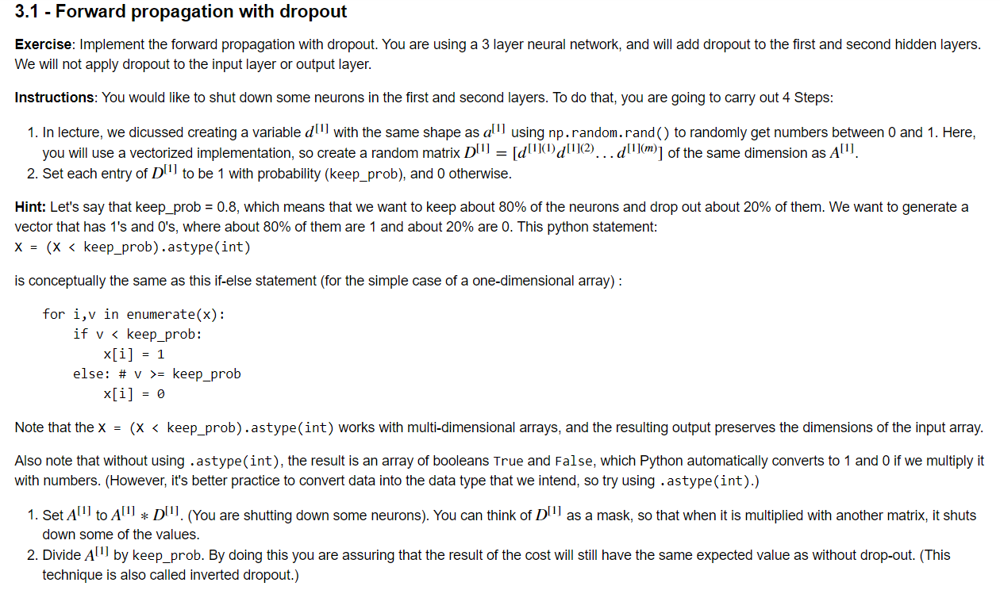 3.1 - Forward propagation with dropout
Exercise: Implement the forward propagation with dropout. You are using a 3 layer neural network, and will add dropout to the first and second hidden layers.
We will not apply dropout to the input layer or output layer.
Instructions: You would like to shut down some neurons in the first and second layers. To do that, you are going to carry out 4 Steps:
1. In lecture, we dicussed creating a variable d[1] with the same shape as a[1] using np.random.rand() to randomly get numbers between 0 and 1. Here,
you will use a vectorized implementation, so create a random matrix D[1] = [d[1](1)d[1](2)...d[1](m)] of the same dimension as A[1].
2. Set each entry of D[1] to be 1 with probability (keep_prob), and 0 otherwise.
Hint: Let's say that keep_prob = 0.8, which means that we want to keep about 80% of the neurons and drop out about 20% of them. We want to generate a
vector that has 1's and 0's, where about 80% of them are 1 and about 20% are 0. This python statement:
X = (X < keep_prob).astype(int)
is conceptually the same as this if-else statement (for the simple case of a one-dimensional array) :
for i,v in enumerate(x):
    if v < keep_prob:
        x[i] = 1
    else: # v >= keep_prob
        x[i] = 0
Note that the X = (X < keep_prob).astype(int) works with multi-dimensional arrays, and the resulting output preserves the dimensions of the input array.
Also note that without using .astype(int), the result is an array of booleans True and False, which Python automatically converts to 1 and 0 if we multiply it
with numbers. (However, it's better practice to convert data into the data type that we intend, so try using .astype(int).)
1. Set A[1] to A[1] * D[1]. (You are shutting down some neurons). You can think of D[1] as a mask, so that when it is multiplied with another matrix, it shuts
down some of the values.
2. Divide A[1] by keep_prob. By doing this you are assuring that the result of the cost will still have the same expected value as without drop-out. (This
technique is also called inverted dropout.)